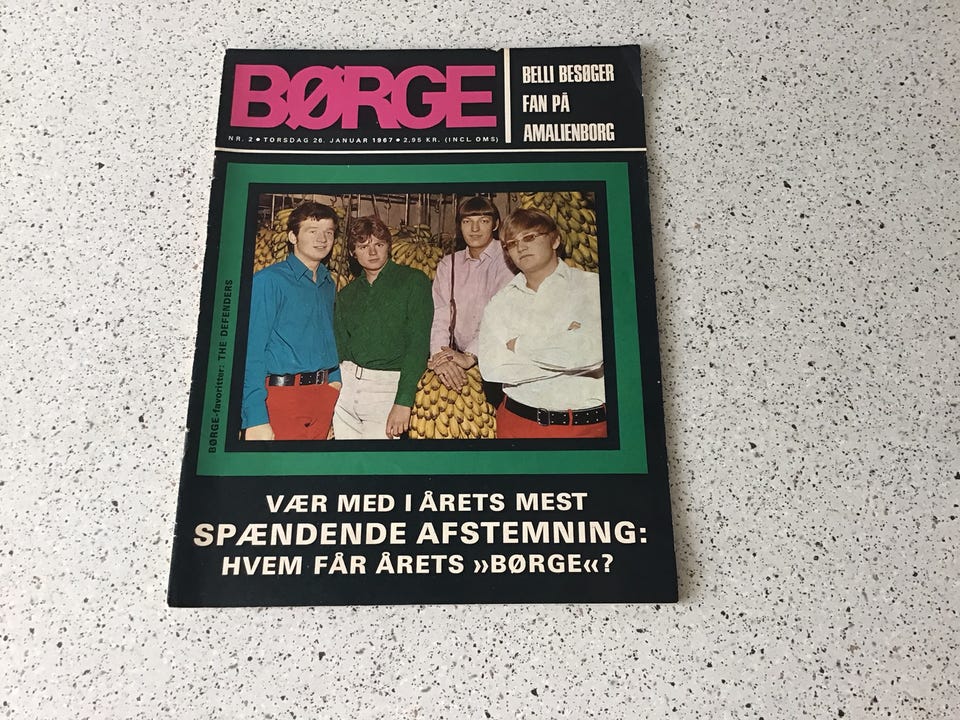 BØRGE
NR. 2 • TORSDAG 26. JANUAR 1967 • 2,95 KR. (INCL. OMS)
BELLI BESØGER
FAN PÅ
AMALIENBORG
BØRGE-favoritter: THE DEFENDERS
VÆR MED I ÅRETS MEST
SPÆNDENDE AFSTEMNING:
HVEM FÅR ÅRETS »BØRGE«?